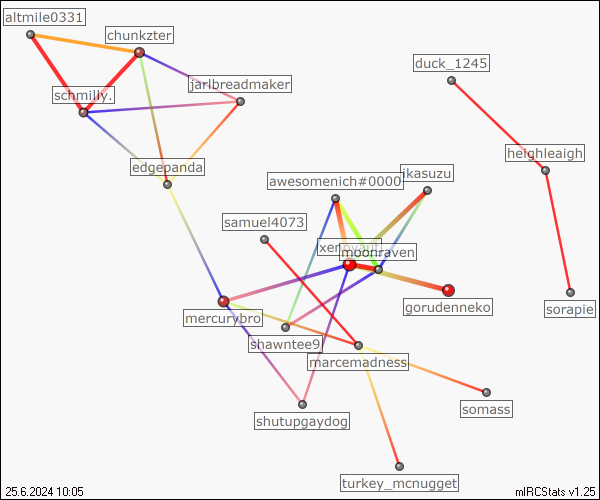 altmile0331
chunkzter
duck_1245
jarlbreadmaker
schmilly.
heighleaigh
edgepanda
ikasuzu
awesomenich#0000
samuel4073
moonraven
gorudenneko
sorapie
mercurybro
shawntee9
marcemadness
somass
shutupgaydog
turkey_mcnugget
25.6.2024 10:05
mIRCStats v1.25